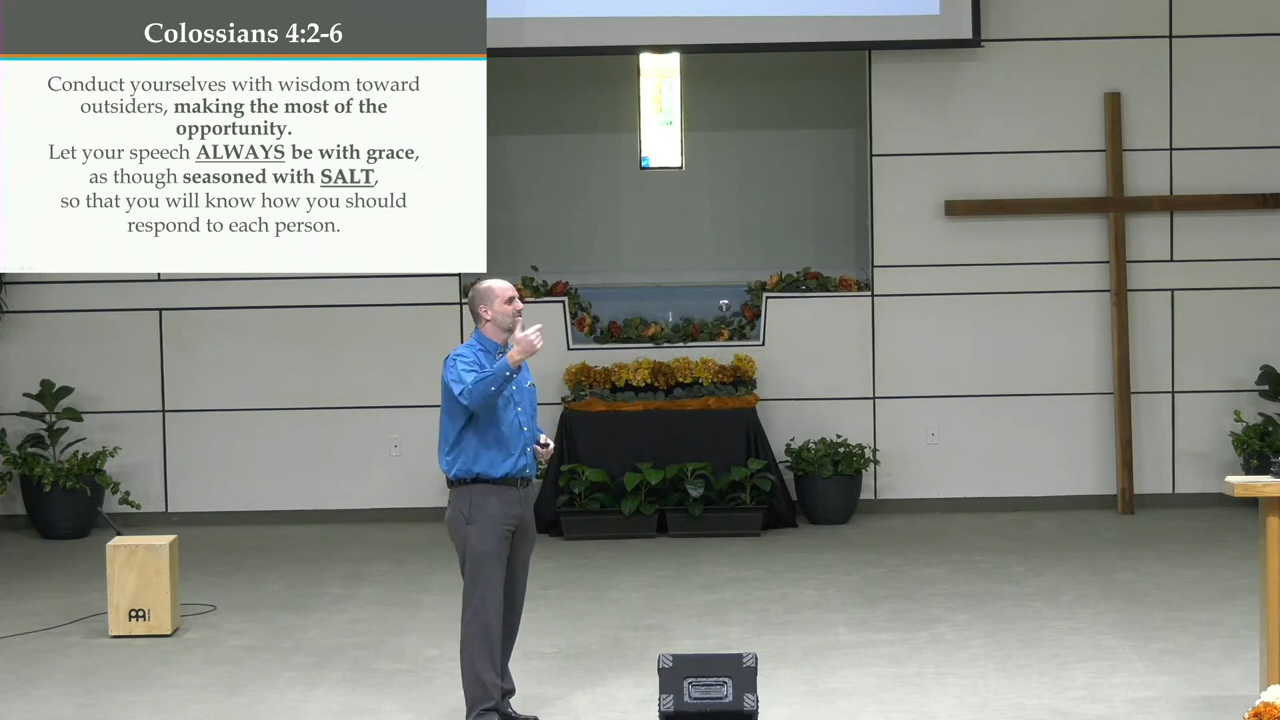 Colossians 4:2-6
Conduct yourselves with wisdom toward
outsiders, making the most of the
opportunity.
Let your speech ALWAYS be with grace,
as though seasoned with SALT,
so that you will know how you should
respond to each person.